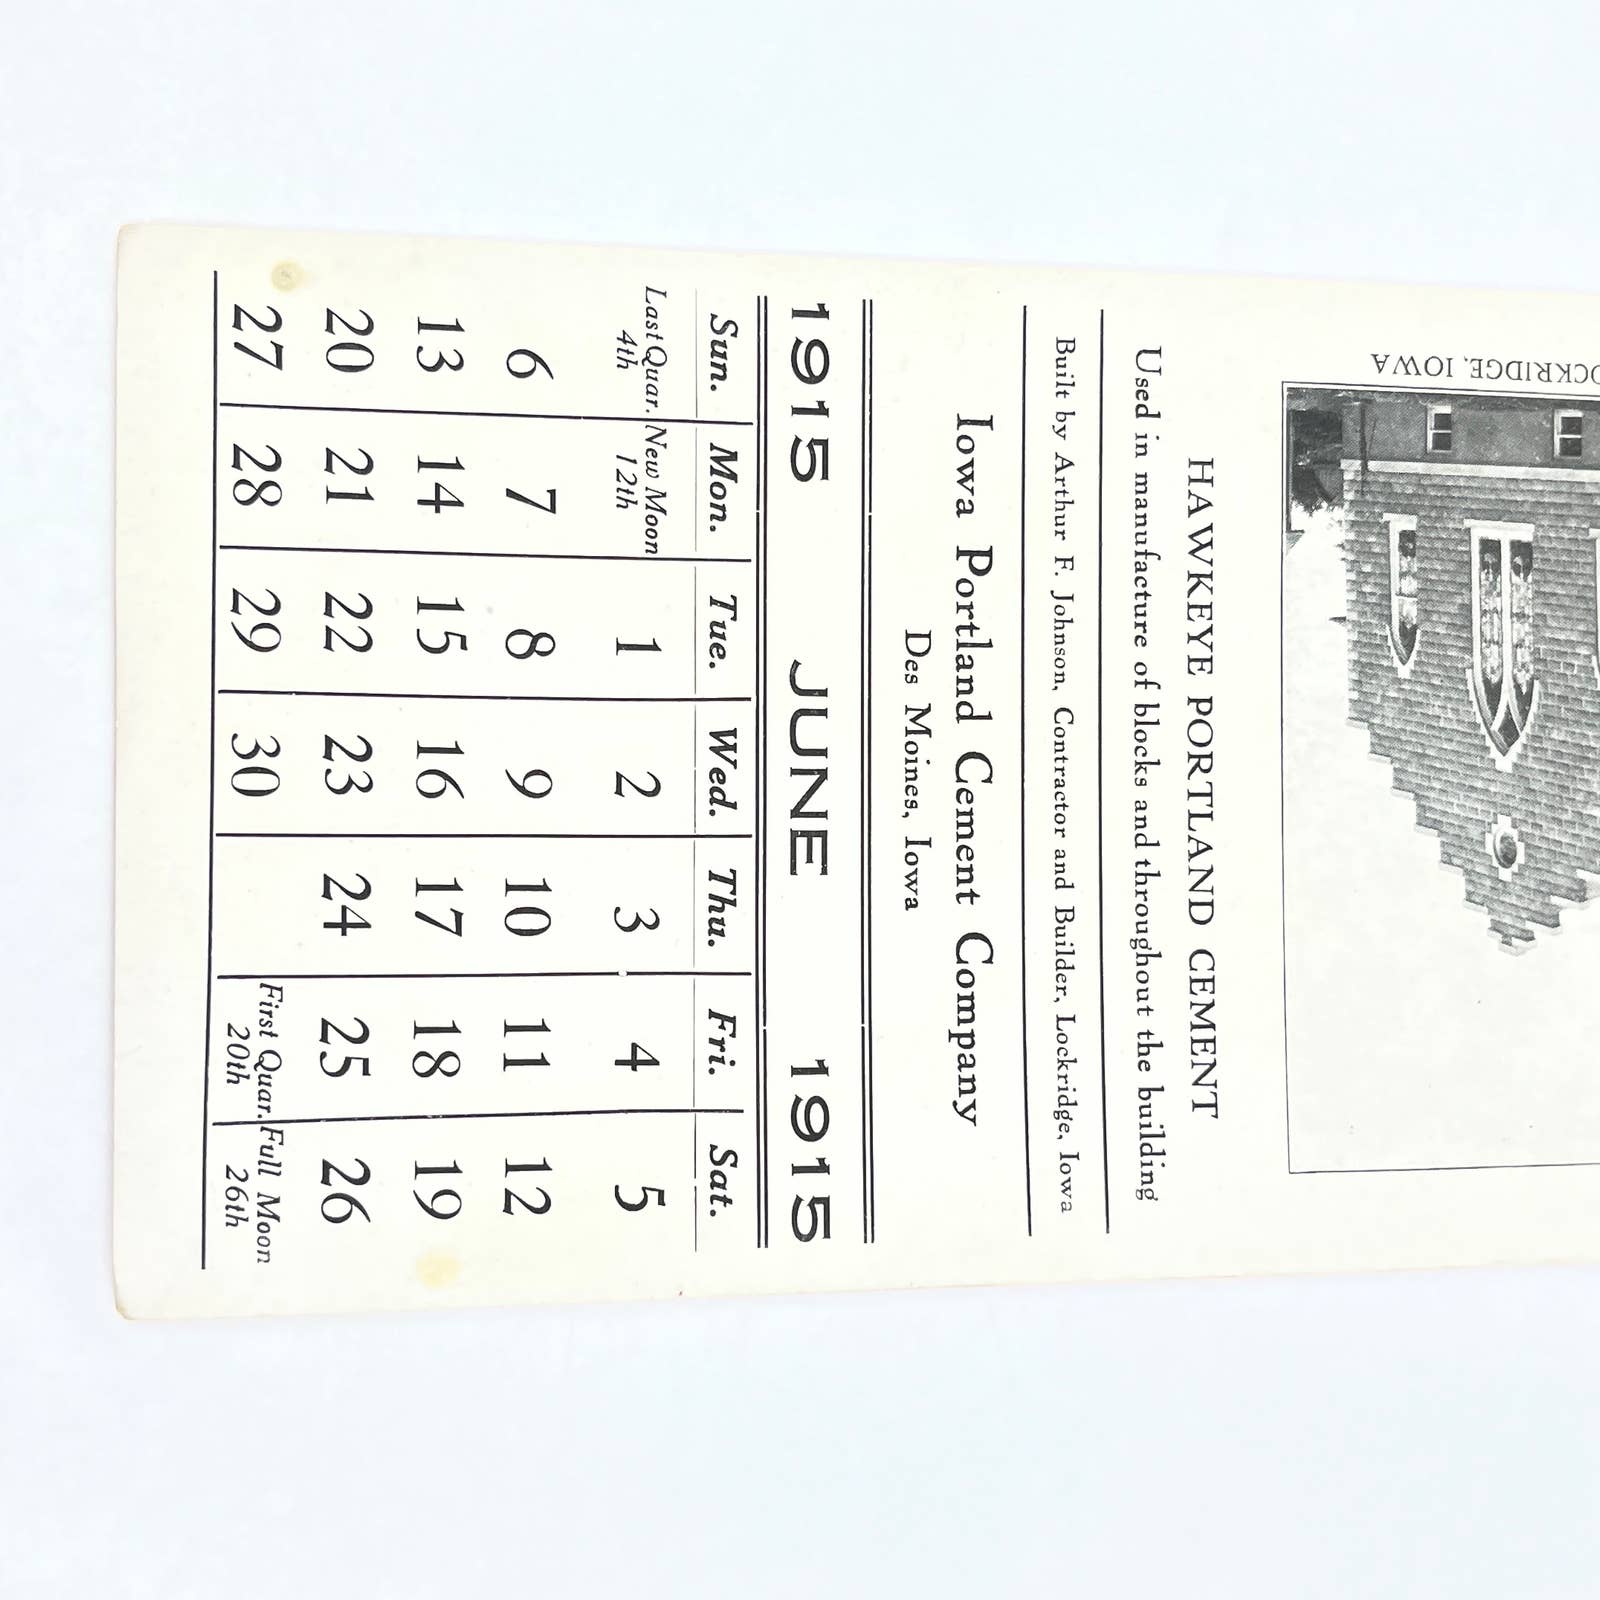 OCKRIDGE, IOWA
HAWKEYE PORTLAND CEMENT
Used in manufacture of blocks and throughout the building
Built by Arthur F. Johnson, Contractor and Builder, Lockridge, Iowa
Iowa Portland Cement Company
Des Moines, Iowa
1915 JUNE 1915
Sun. Mon. Tue. Wed. Thu. Fri. Sat.
Last Quar. 4th New Moon 12th 1 2 3 4 5
6 7 8 9 10 11 12
13 14 15 16 17 18 19
20 21 22 23 24 25 26
27 28 29 30 First Quar. 20th Full Moon 26th